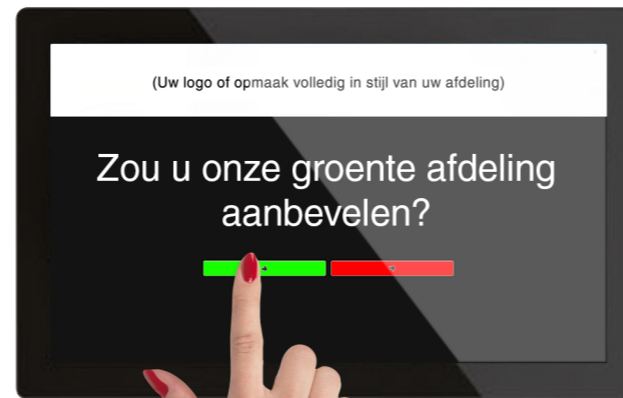 (Uw logo of opmaak volledig in stijl van uw afdeling)
Zou u onze groente afdeling
aanbevelen?